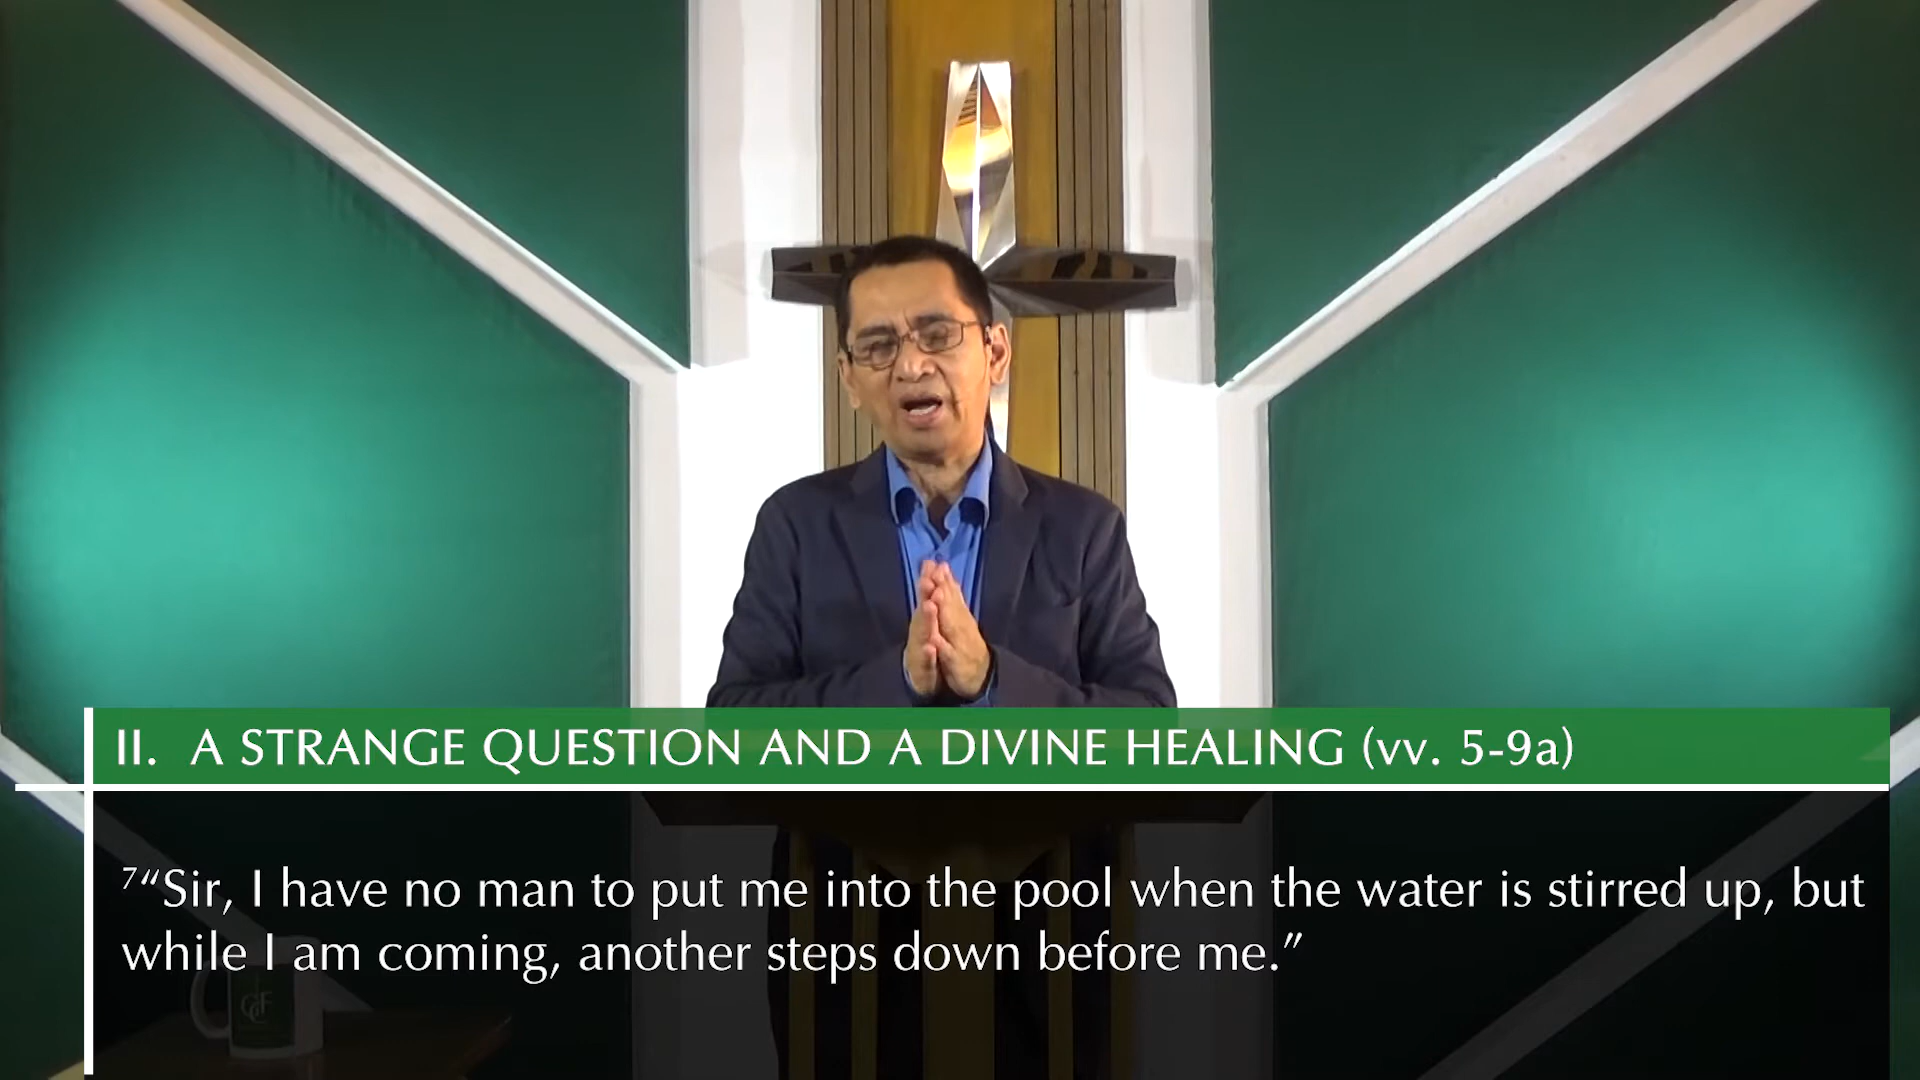 II. A STRANGE QUESTION AND A DIVINE HEALING (vv. 5-9a)
⁷“Sir, I have no man to put me into the pool when the water is stirred up, but
while I am coming, another steps down before me.”
GCF